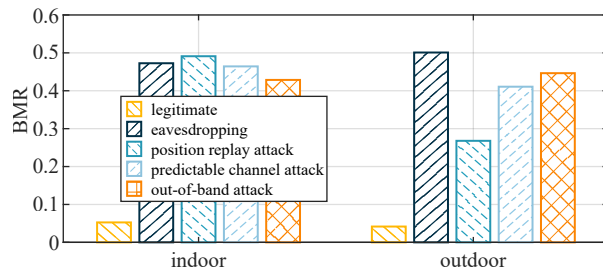 0.6
0.5
0.4
0.3
0.2
0.1
0
BMR
legitimate
eavesdropping
position replay attack
predictable channel attack
out-of-band attack
indoor
outdoor